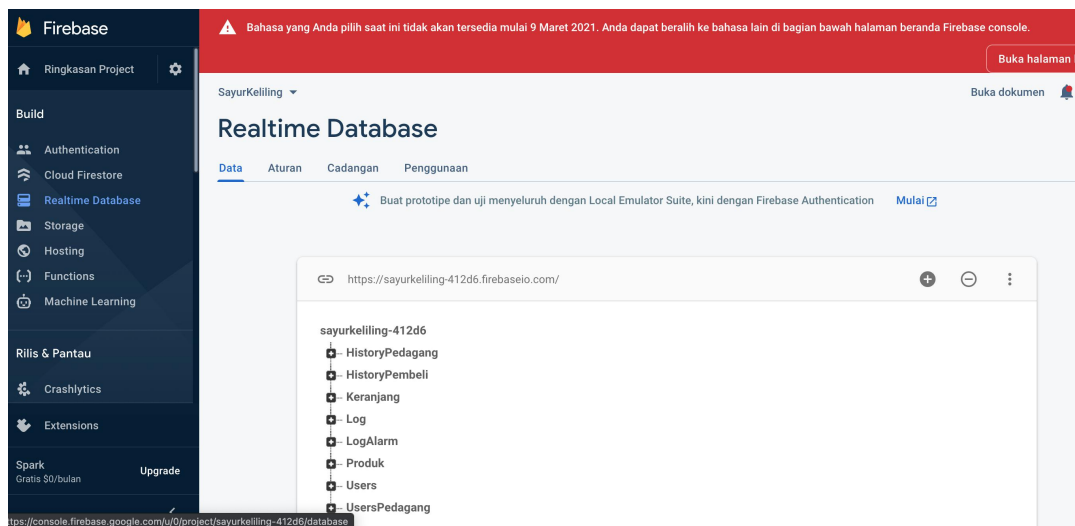 Firebase
Bahasa yang Anda pilih saat ini tidak akan tersedia mulai 9 Maret 2021. Anda dapat beralih ke bahasa lain di bagian bawah halaman beranda Firebase console.
Buka halaman
Ringkasan Project
SayurKeliling
Buka dokumen
Build
Realtime Database
Authentication
Cloud Firestore
Realtime Database
Storage
Hosting
Functions
Machine Learning
Data Aturan Cadangan Penggunaan
Buat prototipe dan uji menyeluruh dengan Local Emulator Suite, kini dengan Firebase Authentication Mulai
https://sayurkeliling-412d6.firebaseio.com/
sayurkeliling-412d6
HistoryPedagang
HistoryPembeli
Keranjang
Log
LogAlarm
Produk
Users
UsersPedagang
Rilis & Pantau
Crashlytics
Extensions
Spark
Gratis $0/bulan
Upgrade
ttps://console.firebase.google.com/u/0/project/sayurkeliling-412d6/database